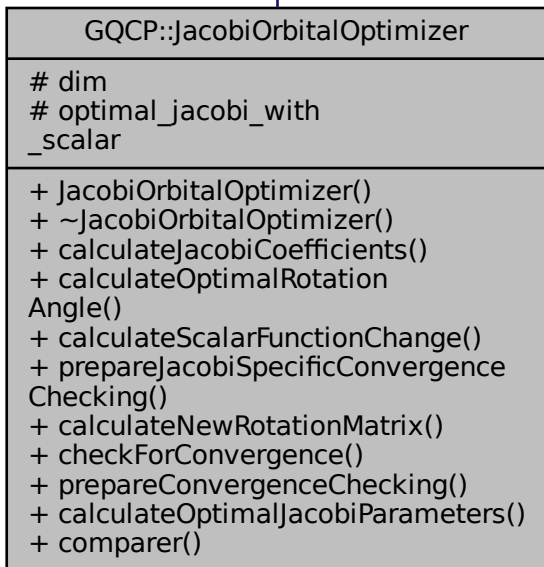 GQCP::JacobiOrbitalOptimizer
# dim
# optimal_jacobi_with
_scalar
+ JacobiOrbitalOptimizer()
+ ~JacobiOrbitalOptimizer()
+ calculateJacobiCoefficients()
+ calculateOptimalRotation
Angle()
+ calculateScalarFunctionChange()
+ prepareJacobiSpecificConvergence
Checking()
+ calculateNewRotationMatrix()
+ checkForConvergence()
+ prepareConvergenceChecking()
+ calculateOptimalJacobiParameters()
+ comparer()